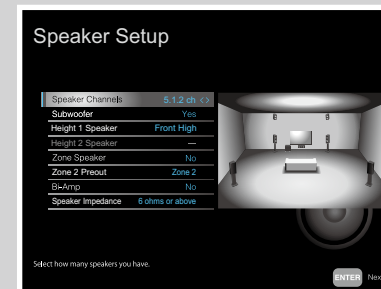 Speaker Setup
Speaker Channels 5.1.2 ch <>
Subwoofer Yes
Height 1 Speaker Front High
Height 2 Speaker —
Zone Speaker No
Zone 2 Preout Zone 2
Bi-Amp No
Speaker Impedance 6 ohms or above
Select how many speakers you have.
ENTER Next